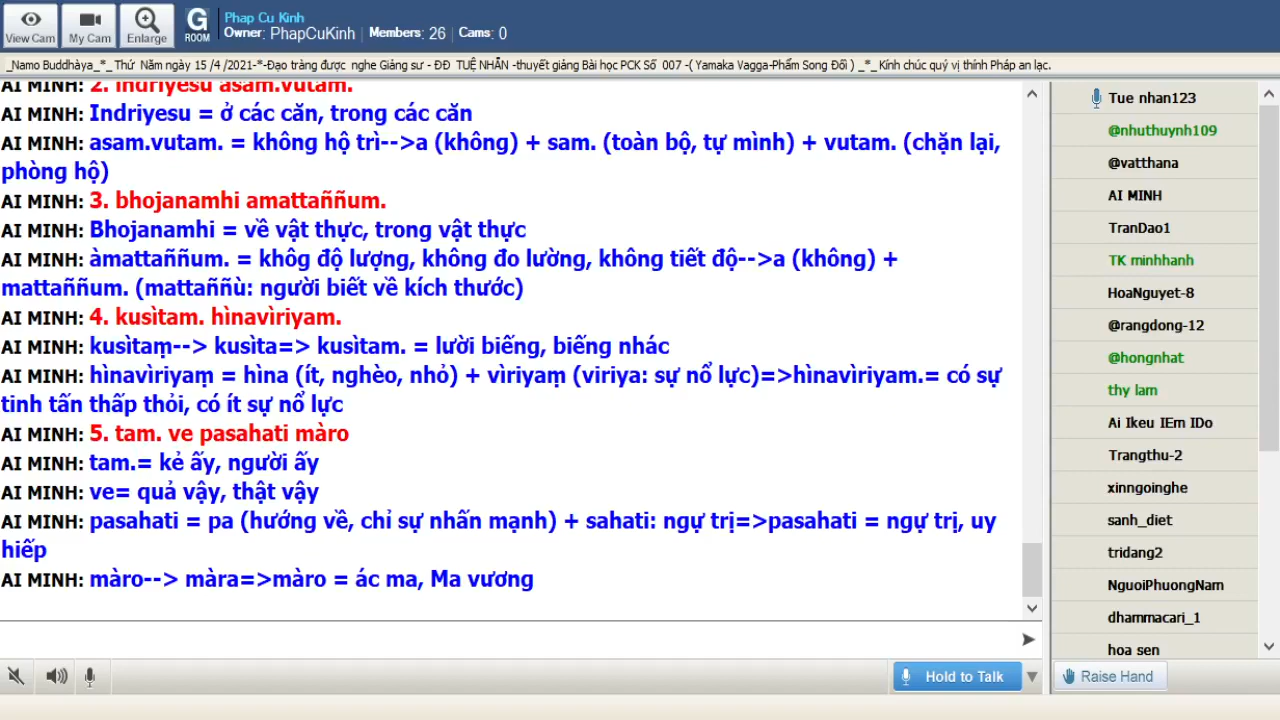 View Cam
My Cam
Enlarge
G
ROOM
Phap Cu Kinh
Owner: PhapCuKinh | Members: 26 | Cams: 0
_Namo Buddhàya_*_ Thứ Năm ngày 15 /4 /2021-*-Đạo tràng được nghe Giảng sư - ĐĐ TUỆ NHẪN -thuyết giảng Bài học PCK Số 007 -( Yamaka Vagga-Phẩm Song Đối ) _*_ Kính chúc quý vị thính Pháp an lạc.
AI MINH: 2. indriyesu asam.vutam.
AI MINH: Indriyesu = ở các căn, trong các căn
AI MINH: asam.vutam. = không hộ trì-->a (không) + sam. (toàn bộ, tự mình) + vutam. (chặn lại,
phòng hộ)
AI MINH: 3. bhojanamhi amattaññum.
AI MINH: Bhojanamhi = về vật thực, trong vật thực
AI MINH: àmattaññum. = khôg độ lượng, không đo lường, không tiết độ-->a (không) +
mattaññum. (mattaññù: người biết về kích thước)
AI MINH: 4. kusìtam. hìnavìriyam.
AI MINH: kusìtaṃ--> kusìta=> kusìtam. = lười biếng, biếng nhác
AI MINH: hìnavìriyaṃ = hìna (ít, nghèo, nhỏ) + vìriyaṃ (viriya: sự nổ lực)=>hìnavìriyam.= có sự
tinh tấn thấp thỏi, có ít sự nổ lực
AI MINH: 5. tam. ve pasahati màro
AI MINH: tam.= kẻ ấy, người ấy
AI MINH: ve= quả vậy, thật vậy
AI MINH: pasahati = pa (hướng về, chỉ sự nhấn mạnh) + sahati: ngự trị=>pasahati = ngự trị, uy
hiếp
AI MINH: màro--> màra=>màro = ác ma, Ma vương
Hold to Talk
Tue nhan123
@nhuthuynh109
@vatthana
AI MINH
TranDao1
TK minhhanh
HoaNguyet-8
@rangdong-12
@hongnhat
thy lam
Ai Ikeu IEm IDo
Trangthu-2
xinngoinghe
sanh_diet
tridang2
NguoiPhuongNam
dhammacari_1
hoa sen
Raise Hand